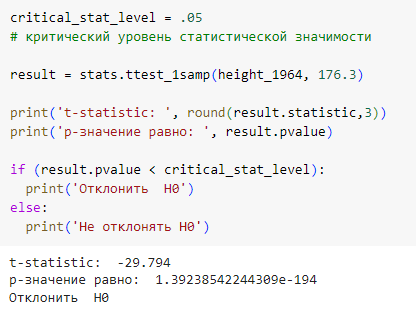 critical_stat_level = .05
# критический уровень статистической значимости
result = stats.ttest_1samp(height_1964, 176.3)
print('t-statistic: ', round(result.statistic,3))
print('p-значение равно: ', result.pvalue)
if (result.pvalue < critical_stat_level):
  print('Отклонить  H0')
else:
  print('Не отклонять H0')
t-statistic:  -29.794
p-значение равно:  1.39238542244309e-194
Отклонить  H0